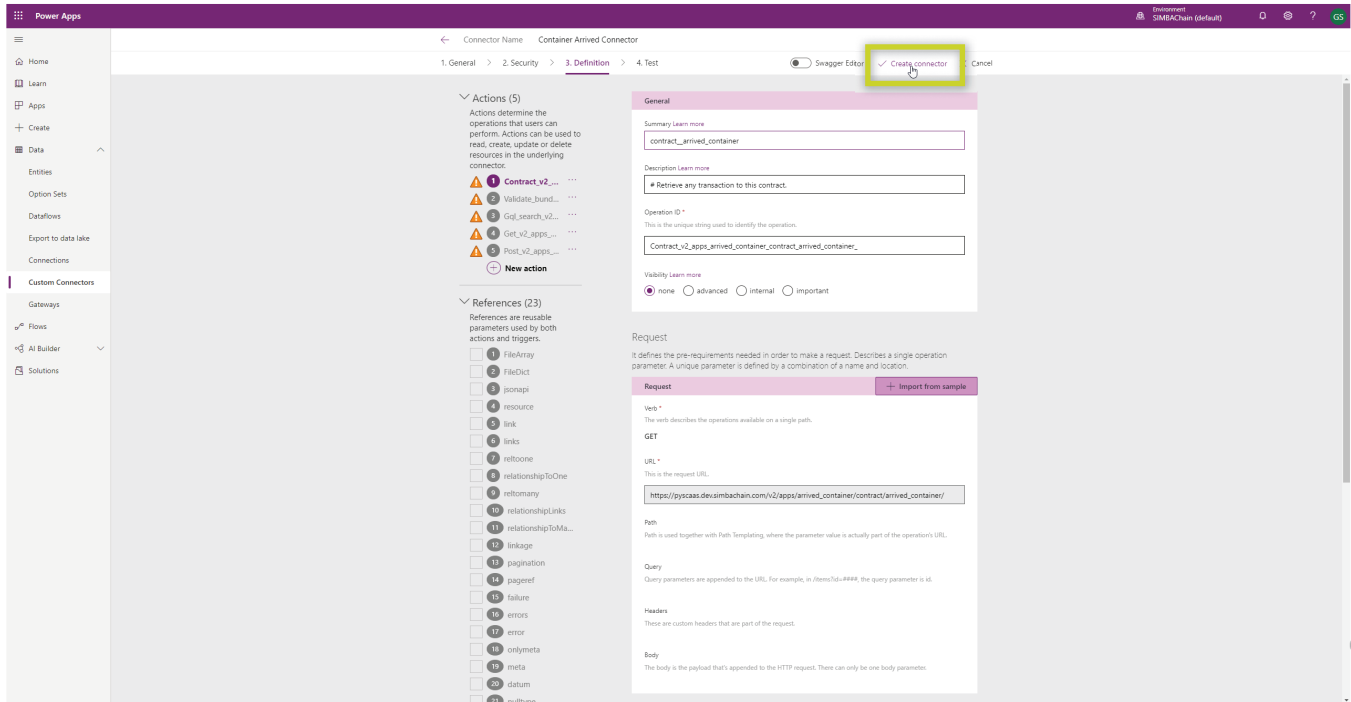 Power Apps
Environment
SIMBAChain (default)
?
GS
Connector Name Container Arrived Connector
1. General > 2. Security > 3. Definition > 4. Test
Swagger Editor
Create connector
Cancel
Home
Learn
Apps
Create
Data
Entities
Option Sets
Dataflows
Export to data lake
Connections
Custom Connectors
Gateways
Flows
AI Builder
Solutions
Actions (5)
Actions determine the
operations that users can
perform. Actions can be used to
read, create, update or delete
resources in the underlying
connector.
1 Contract_v2_... ...
2 Validate_bund... ...
3 Gql_search_v2... ...
4 Get_v2_apps_... ...
5 Post_v2_apps_... ...
New action
References (23)
References are reusable
parameters used by both
actions and triggers.
1 FileArray
2 FileDict
3 jsonapi
4 resource
5 link
6 links
7 reltoone
8 relationshipToOne
9 reltomany
10 relationshipLinks
11 relationshipToMa...
12 linkage
13 pagination
14 pageref
15 failure
16 errors
17 error
18 onlymeta
19 meta
20 datum
General
Summary Learn more
contract__arrived_container
Description Learn more
# Retrieve any transaction to this contract.
Operation ID *
This is the unique string used to identify the operation.
Contract_v2_apps_arrived_container_contract_arrived_container_
Visibility Learn more
none advanced internal important
Request
It defines the pre-requirements needed in order to make a request. Describes a single operation
parameter. A unique parameter is defined by a combination of a name and location.
Request
+ Import from sample
Verb *
The verb describes the operations available on a single path.
GET
URL *
This is the request URL.
https://pyscaas.dev.simbachain.com/v2/apps/arrived_container/contract/arrived_container/
Path
Path is used together with Path Templating, where the parameter value is actually part of the operation's URL.
Query
Query parameters are appended to the URL. For example, in /items?id=####, the query parameter is id.
Headers
These are custom headers that are part of the request.
Body
The body is the payload that's appended to the HTTP request. There can only be one body parameter.